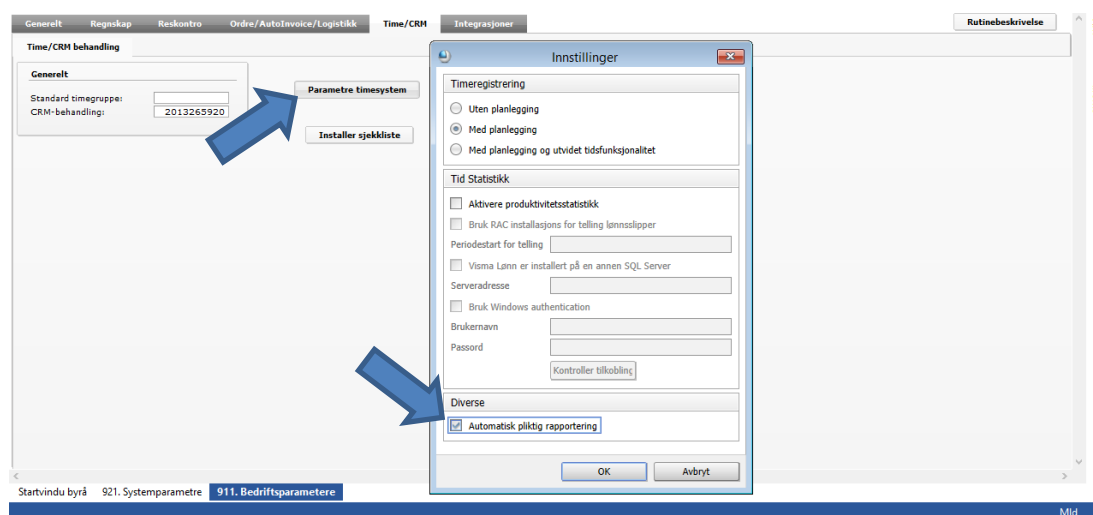 Generelt Regnskap Reskontro Ordre/AutoInvoice/Logistikk Time/CRM Integrasjoner Rutinebeskrivelse
Time/CRM behandling
Generelt
Standard timegruppe:
CRM-behandling: 2013265920
Parametre timesystem
Installer sjekkliste
Innstillinger
Timeregistrering
Uten planlegging
Med planlegging
Med planlegging og utvidet tidsfunksjonalitet
Tid Statistikk
Aktivere produktivitetsstatistikk
Bruk RAC installasjons for telling lønnsslipper
Periodestart for telling
Visma Lønn er installert på en annen SQL Server
Serveradresse
Bruk Windows authentication
Brukernavn
Passord
Kontroller tilkobling
Diverse
Automatisk pliktig rapportering
OK Avbryt
Startvindu byrå 921. Systemparametre 911. Bedriftsparametere
Mld